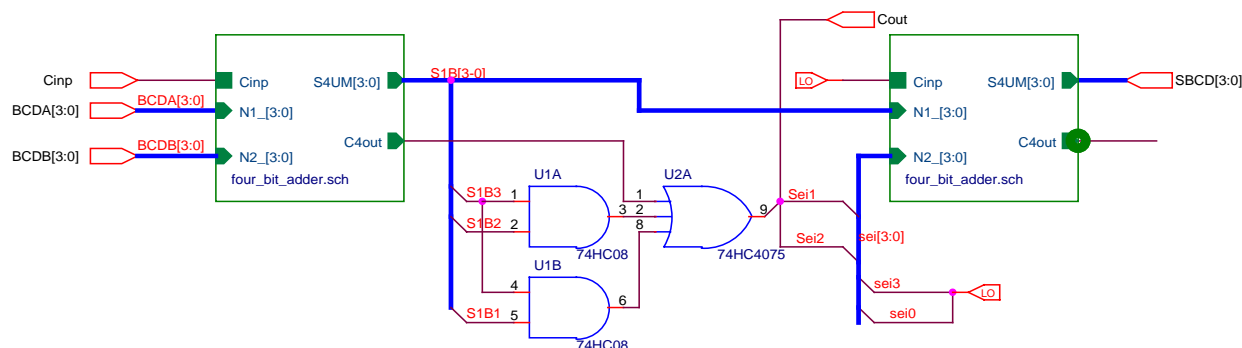 Cout
Cinp
Cinp
S4UM[3:0]
S1B[3-0]
LO
Cinp
S4UM[3:0]
SBCD[3:0]
BCDA[3:0]
BCDA[3:0]
N1_[3:0]
N1_[3:0]
C4out
C4out
BCDB[3:0]
BCDB[3:0]
N2_[3:0]
N2_[3:0]
four_bit_adder.sch
four_bit_adder.sch
U1A
U2A
S1B3
1
1
Sei1
3
2
9
S1B2
2
8
sei[3:0]
Sei2
74HC08
74HC4075
U1B
sei3
4
LO
6
S1B1
5
sei0
74HC08